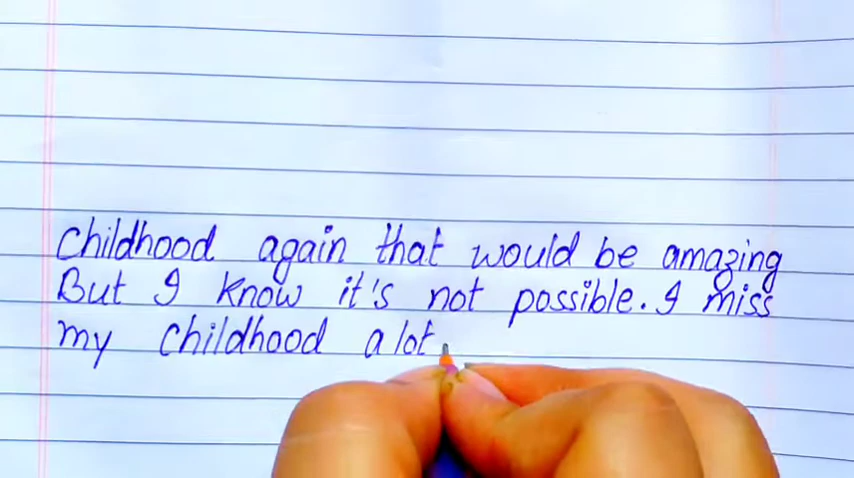 Childhood again that would be amazing
But I know it's not possible. I miss
my childhood a lot